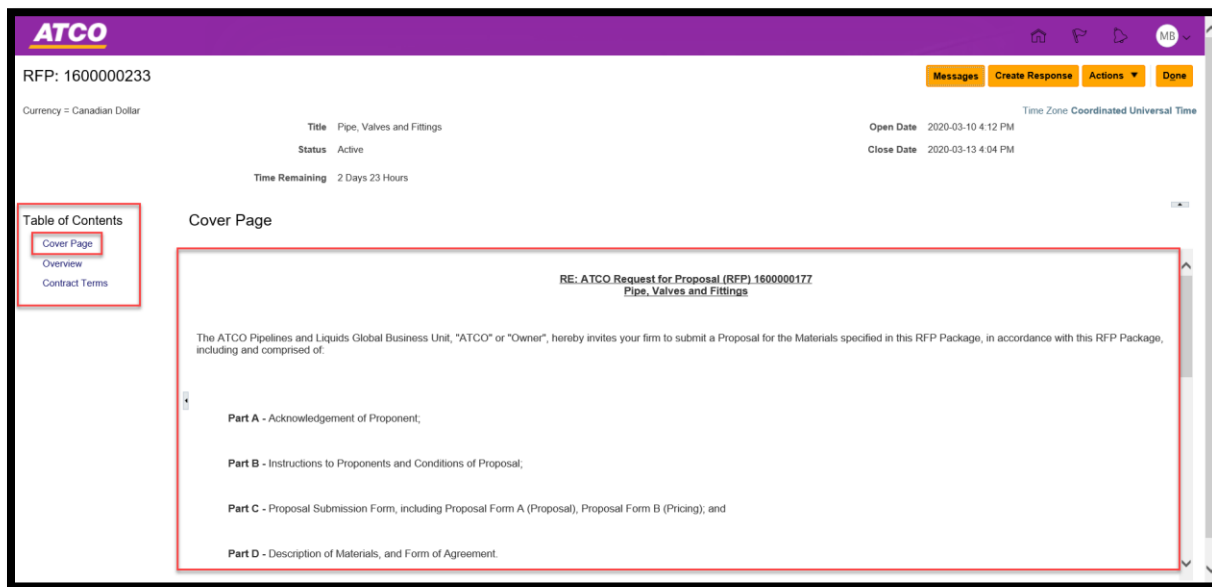 ATCO
MB
RFP: 1600000233
Messages
Create Response
Actions
Done
Currency = Canadian Dollar
Time Zone Coordinated Universal Time
Title Pipe, Valves and Fittings
Open Date 2020-03-10 4:12 PM
Status Active
Close Date 2020-03-13 4:04 PM
Time Remaining 2 Days 23 Hours
Table of Contents
Cover Page
Overview
Contract Terms
Cover Page
RE: ATCO Request for Proposal (RFP) 1600000177
Pipe, Valves and Fittings
The ATCO Pipelines and Liquids Global Business Unit, "ATCO" or "Owner", hereby invites your firm to submit a Proposal for the Materials specified in this RFP Package, in accordance with this RFP Package,
including and comprised of:
Part A - Acknowledgement of Proponent;
Part B - Instructions to Proponents and Conditions of Proposal;
Part C - Proposal Submission Form, including Proposal Form A (Proposal), Proposal Form B (Pricing); and
Part D - Description of Materials, and Form of Agreement.